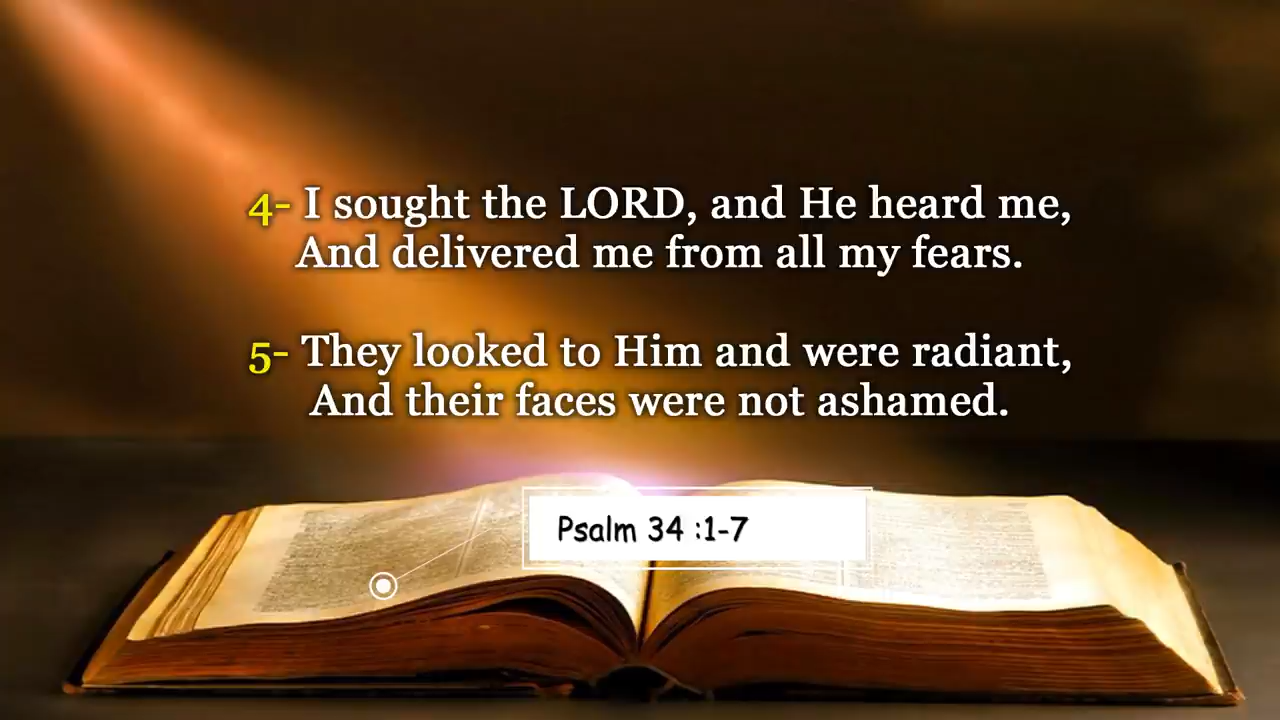 4- I sought the LORD, and He heard me,
And delivered me from all my fears.
5- They looked to Him and were radiant,
And their faces were not ashamed.
Psalm 34 :1-7